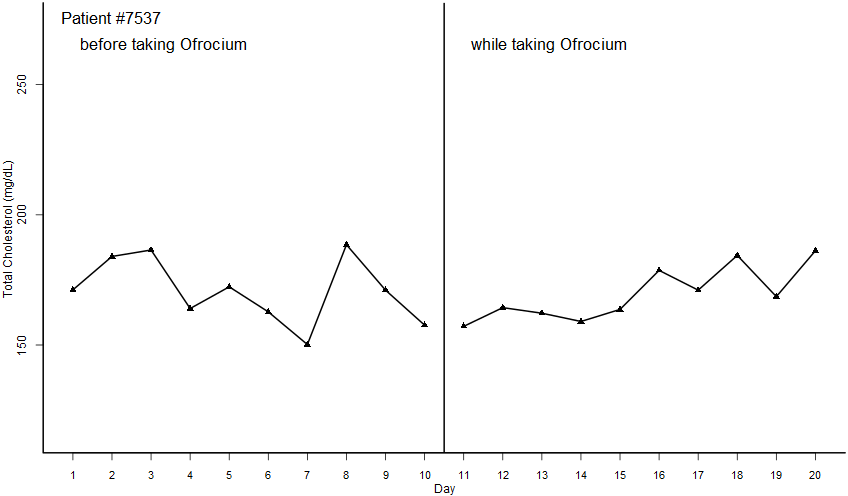 Patient #7537
before taking Ofrocium
while taking Ofrocium
Total Cholesterol (mg/dL)
250
200
150
1 2 3 4 5 6 7 8 9 10 11 12 13 14 15 16 17 18 19 20
Day